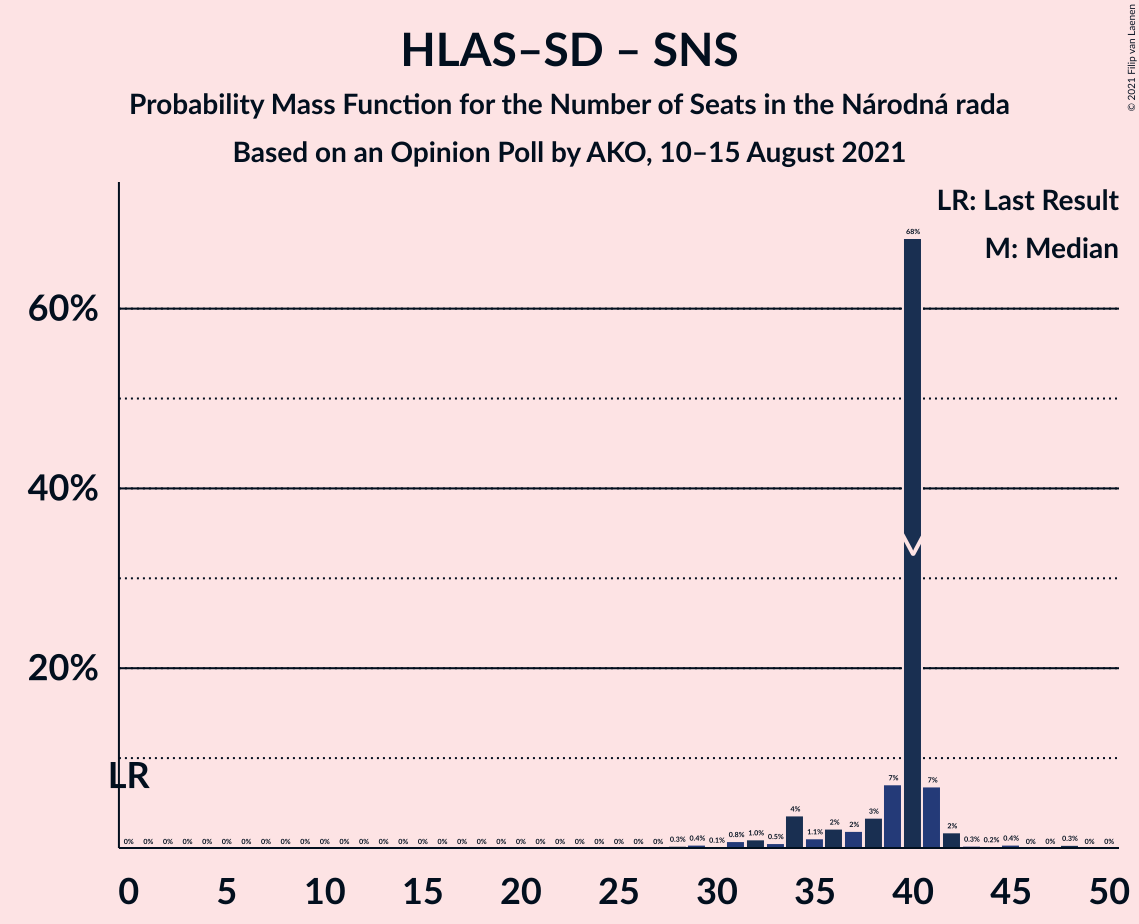 HLAS–SD – SNS
Probability Mass Function for the Number of Seats in the Národná rada
Based on an Opinion Poll by AKO, 10–15 August 2021
© 2021 Filip van Laenen
LR: Last Result
M: Median
60%
40%
20%
LR
0% 0% 0% 0% 0% 0% 0% 0% 0% 0% 0% 0% 0% 0% 0% 0% 0% 0% 0% 0% 0% 0% 0% 0% 0% 0% 0% 0% 0.3% 0.4% 0.1% 0.8% 1.0% 0.5% 4% 1.1% 2% 2% 3% 7% 68% 7% 2% 0.3% 0.2% 0.4% 0% 0% 0.3% 0% 0%
0 5 10 15 20 25 30 35 40 45 50